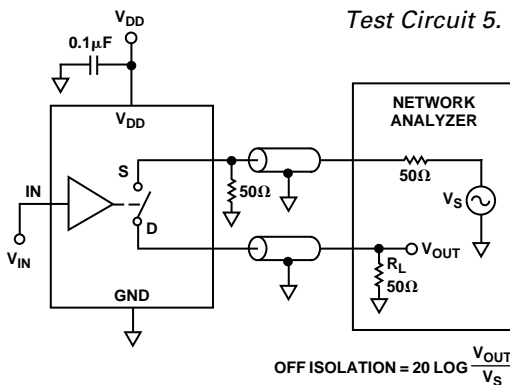 Test Circuit 5.
VDD
0.1μF
VDD
NETWORK
ANALYZER
S
IN
50Ω
50Ω
VS
D
VIN
VOUT
RL
50Ω
GND
OFF ISOLATION = 20 LOG VOUT
VS